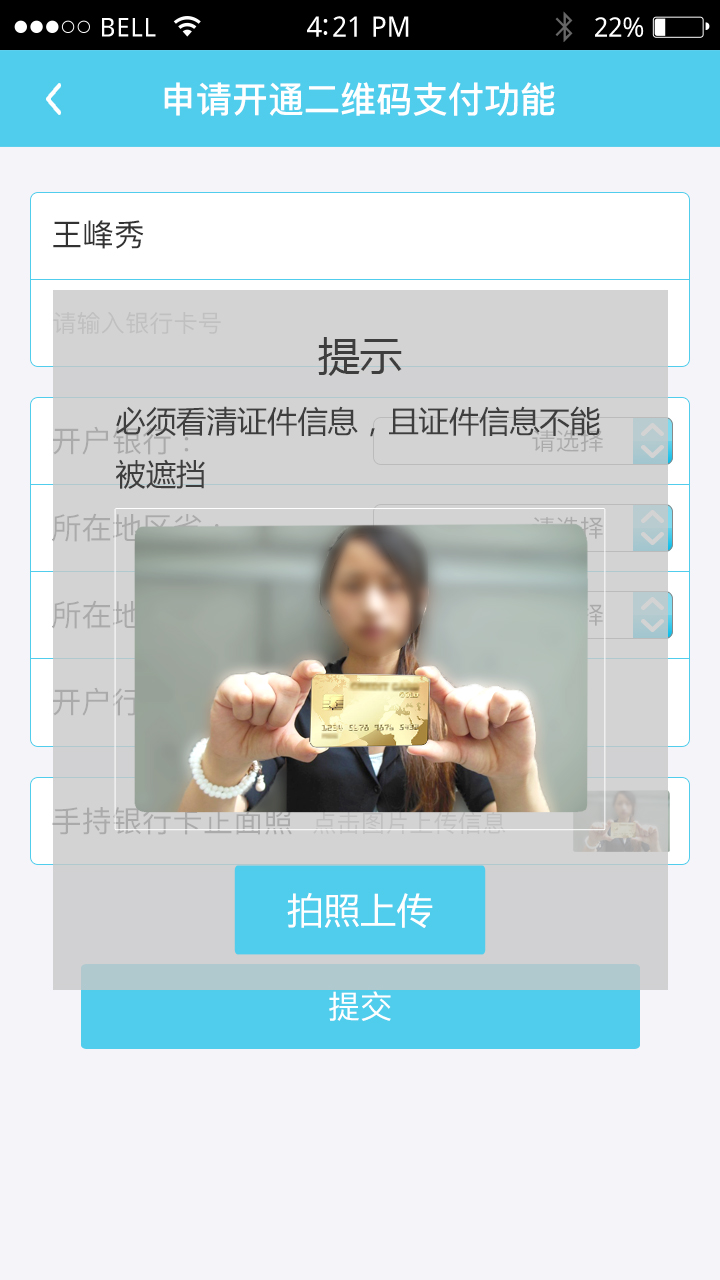 BELL 4:21 PM 22%
申请开通二维码支付功能
王峰秀
请输入银行卡号
提示
必须看清证件信息，且证件信息不能
被遮挡
开户银行： 请选择
所在地区省： 请选择
所在地 择
开户行
CREDIT CARD
GOLD
1234 5678 9876 5432
手持银行卡正面照 点击图片上传信息
拍照上传
提交